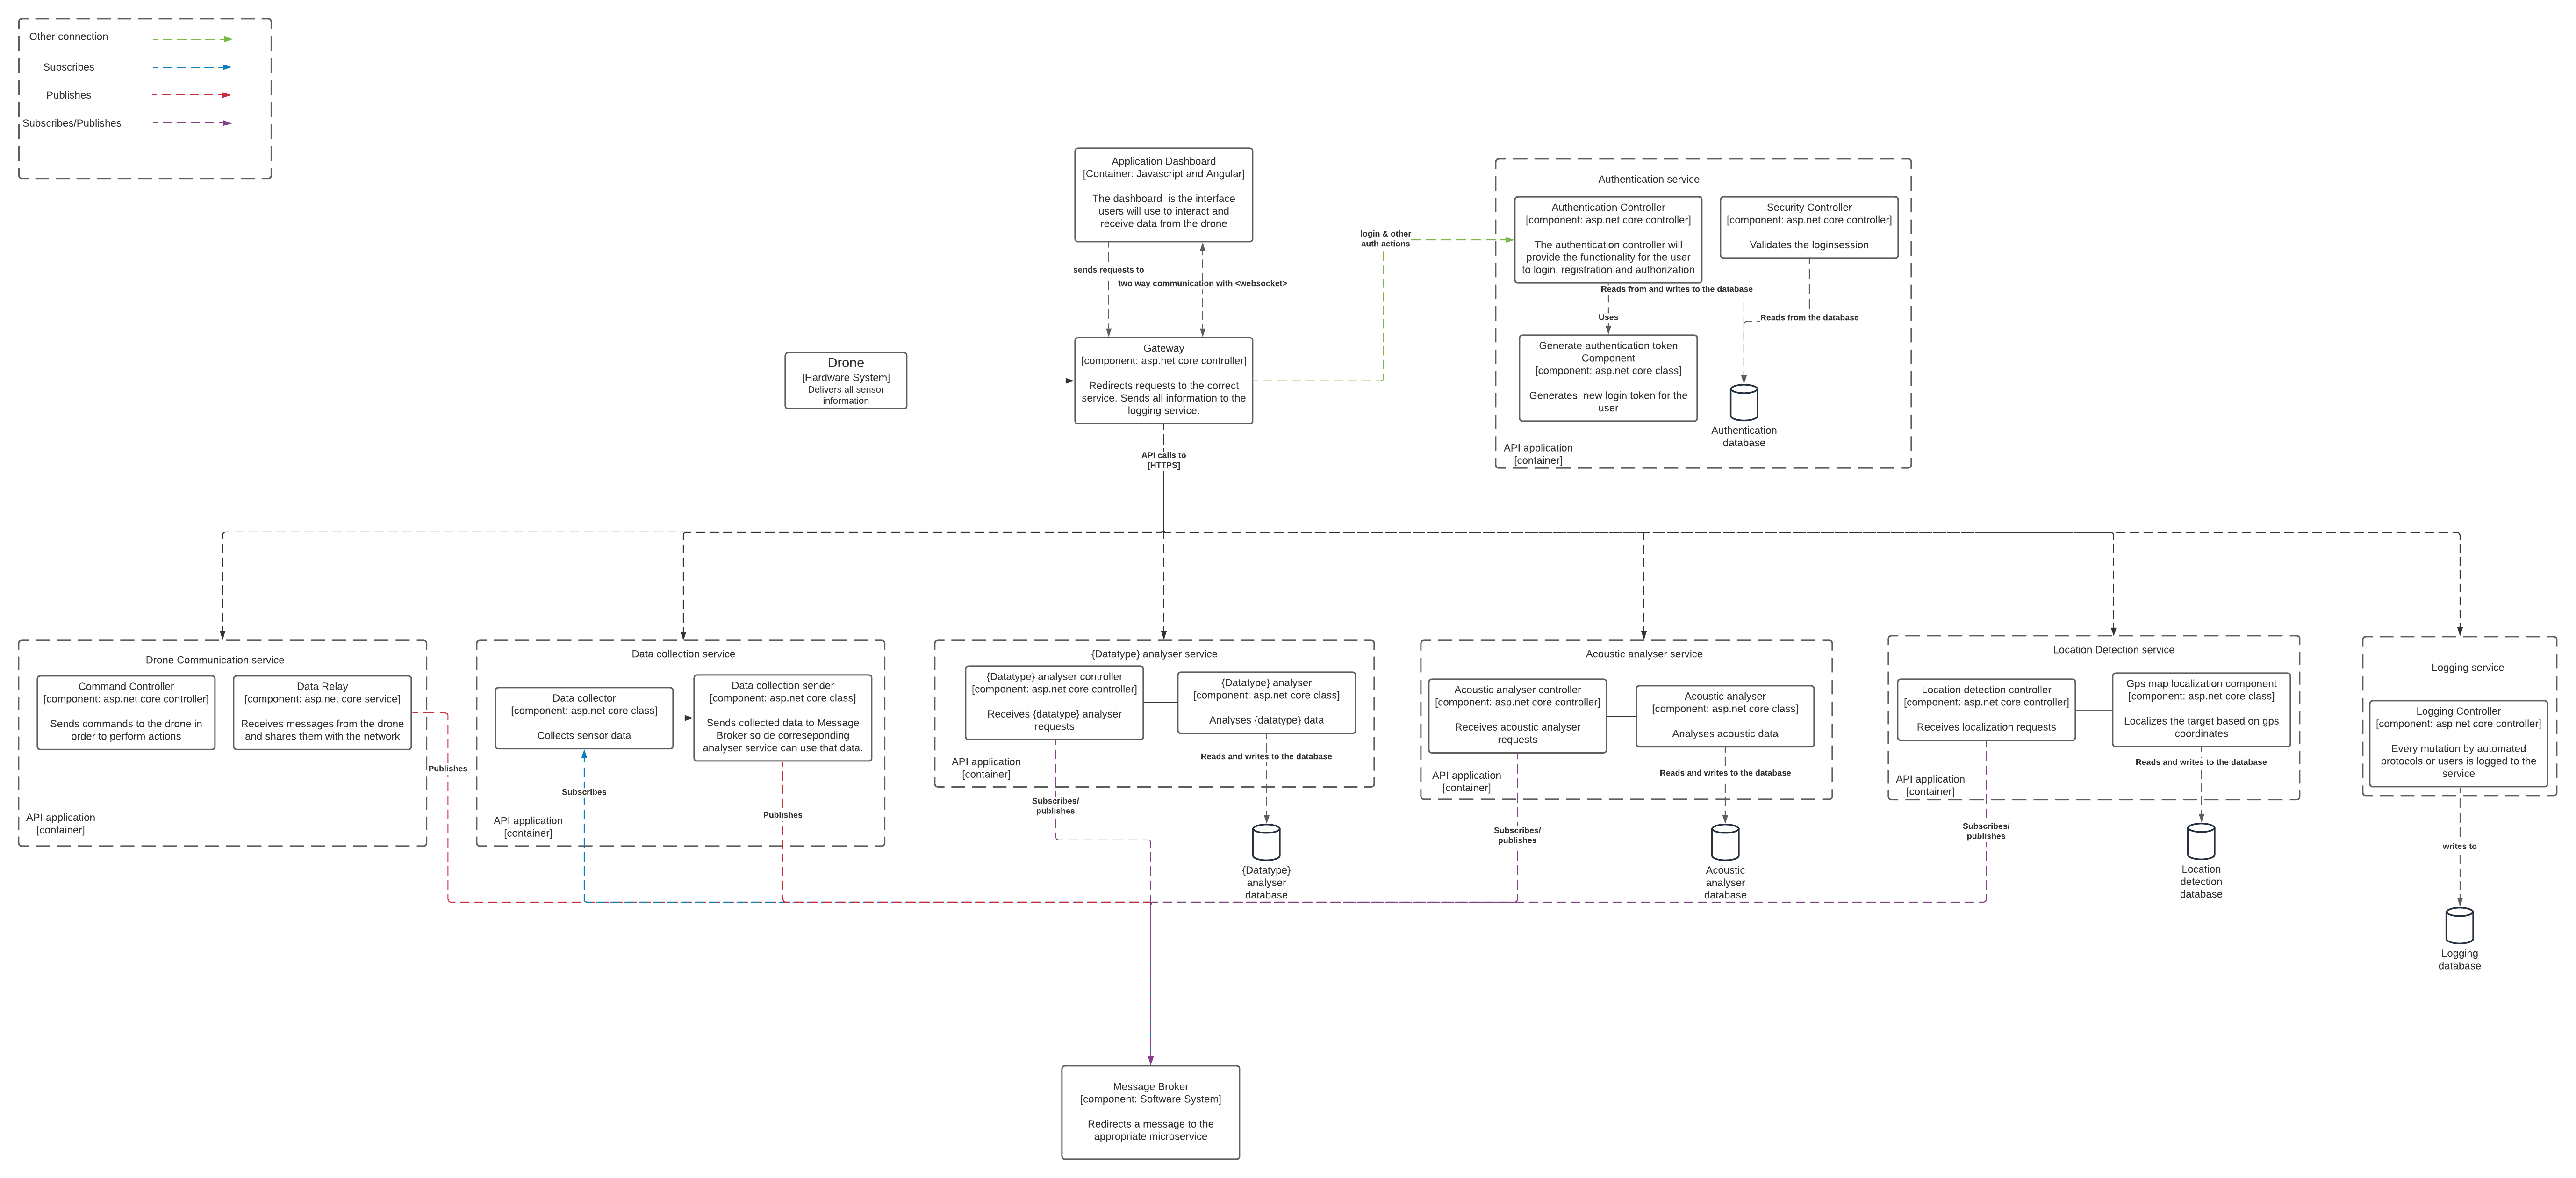 Other connection
Subscribes
Publishes
Subscribes/Publishes
Application Dashboard
[Container: Javascript and Angular]
The dashboard  is the interface
users will use to interact and
receive data from the drone
sends requests to
two way communication with <websocket>
Drone
[Hardware System]
Delivers all sensor
information
Gateway
[component: asp.net core controller]
Redirects requests to the correct
service. Sends all information to the
logging service.
API calls to
[HTTPS]
login & other
auth actions
Authentication service
Authentication Controller
[component: asp.net core controller]
The authentication controller will
provide the functionality for the user
to login, registration and authorization
Security Controller
[component: asp.net core controller]
Validates the loginsession
Reads from and writes to the database
Uses
Reads from the database
Generate authentication token
Component
[component: asp.net core class]
Generates  new login token for the
user
Authentication
database
API application
[container]
Drone Communication service
Command Controller
[component: asp.net core controller]
Sends commands to the drone in
order to perform actions
Data Relay
[component: asp.net core service]
Receives messages from the drone
and shares them with the network
API application
[container]
Publishes
Data collection service
Data collector
[component: asp.net core class]
Collects sensor data
Data collection sender
[component: asp.net core class]
Sends collected data to Message
Broker so de correseponding
analyser service can use that data.
Subscribes
Publishes
API application
[container]
{Datatype} analyser service
{Datatype} analyser controller
[component: asp.net core controller]
Receives {datatype} analyser
requests
{Datatype} analyser
[component: asp.net core class]
Analyses {datatype} data
API application
[container]
Reads and writes to the database
Subscribes/
publishes
{Datatype}
analyser
database
Acoustic analyser service
Acoustic analyser controller
[component: asp.net core controller]
Receives acoustic analyser
requests
Acoustic analyser
[component: asp.net core class]
Analyses acoustic data
API application
[container]
Reads and writes to the database
Subscribes/
publishes
Acoustic
analyser
database
Location Detection service
Location detection controller
[component: asp.net core controller]
Receives localization requests
Gps map localization component
[component: asp.net core class]
Localizes the target based on gps
coordinates
API application
[container]
Reads and writes to the database
Subscribes/
publishes
Location
detection
database
Logging service
Logging Controller
[component: asp.net core controller]
Every mutation by automated
protocols or users is logged to the
service
writes to
Logging
database
Message Broker
[component: Software System]
Redirects a message to the
appropriate microservice